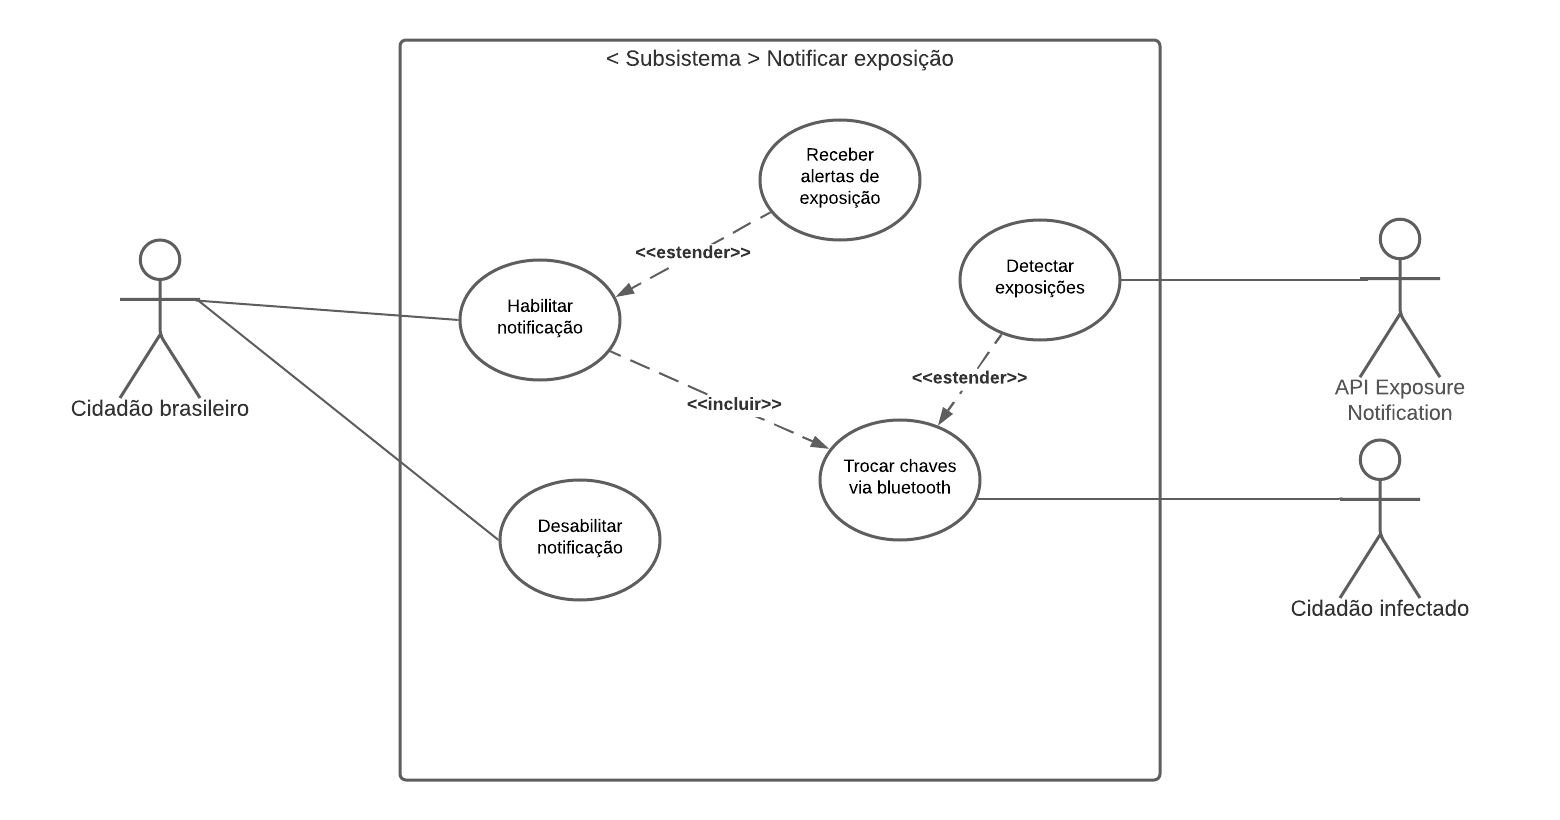 < Subsistema > Notificar exposição
Receber
alertas de
exposição
<<estender>>
Detectar
exposições
Habilitar
notificação
<<estender>>
API Exposure
Notification
<<incluir>>
Cidadão brasileiro
Trocar chaves
via bluetooth
Desabilitar
notificação
Cidadão infectado